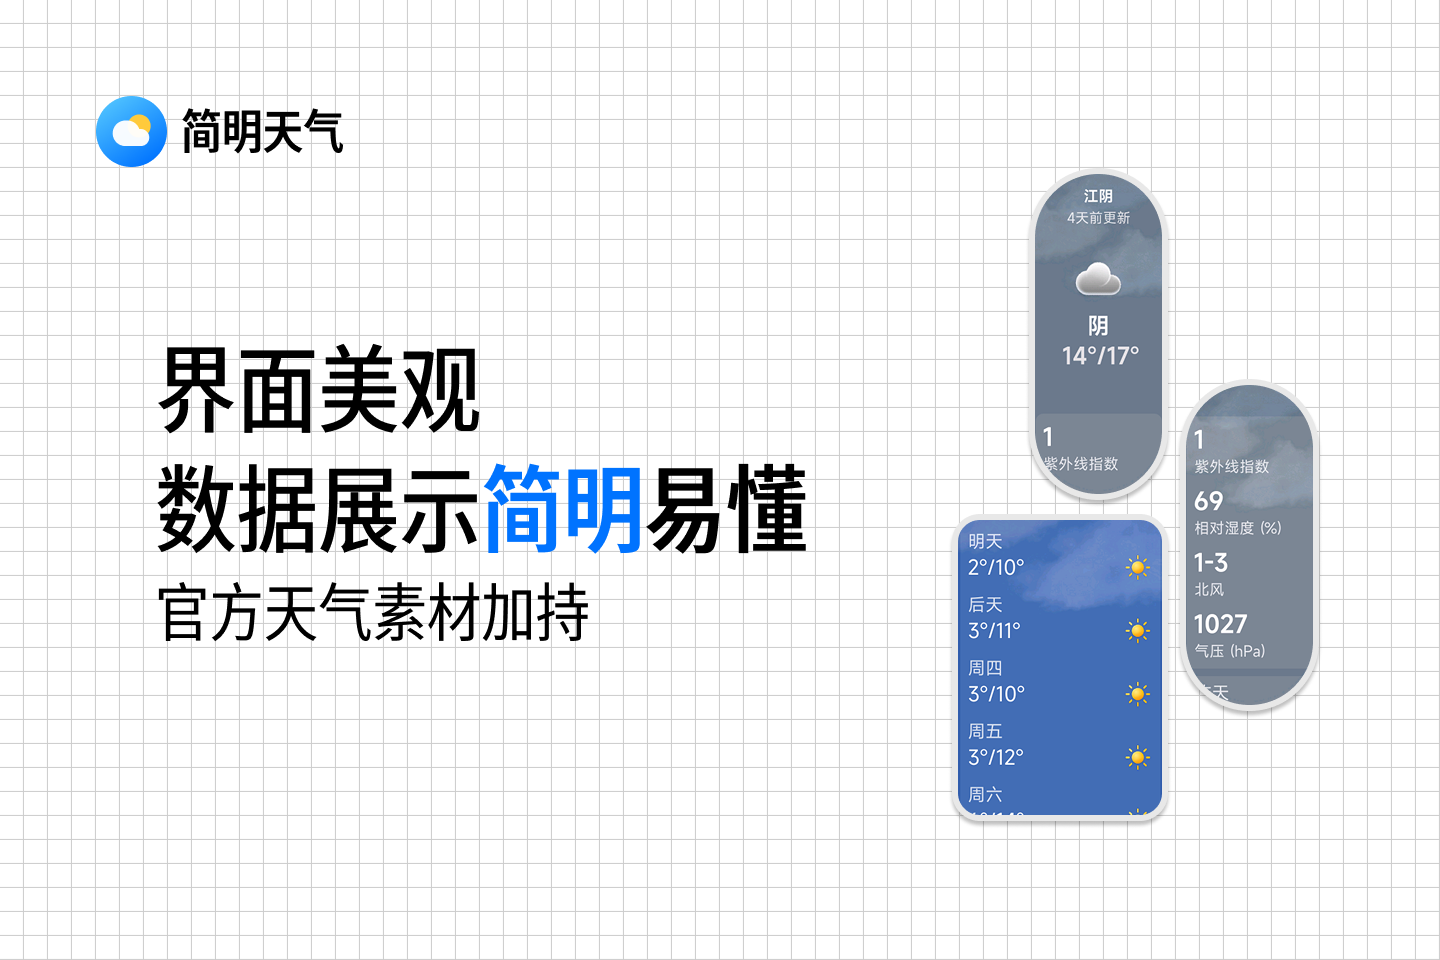 简明天气
界面美观
数据展示简明易懂
官方天气素材加持
江阴
4天前更新
阴
14°/17°
1
紫外线指数
1
紫外线指数
69
相对湿度 (%)
1-3
北风
1027
气压 (hPa)
天
明天
2°/10°
后天
3°/11°
周四
3°/10°
周五
3°/12°
周六